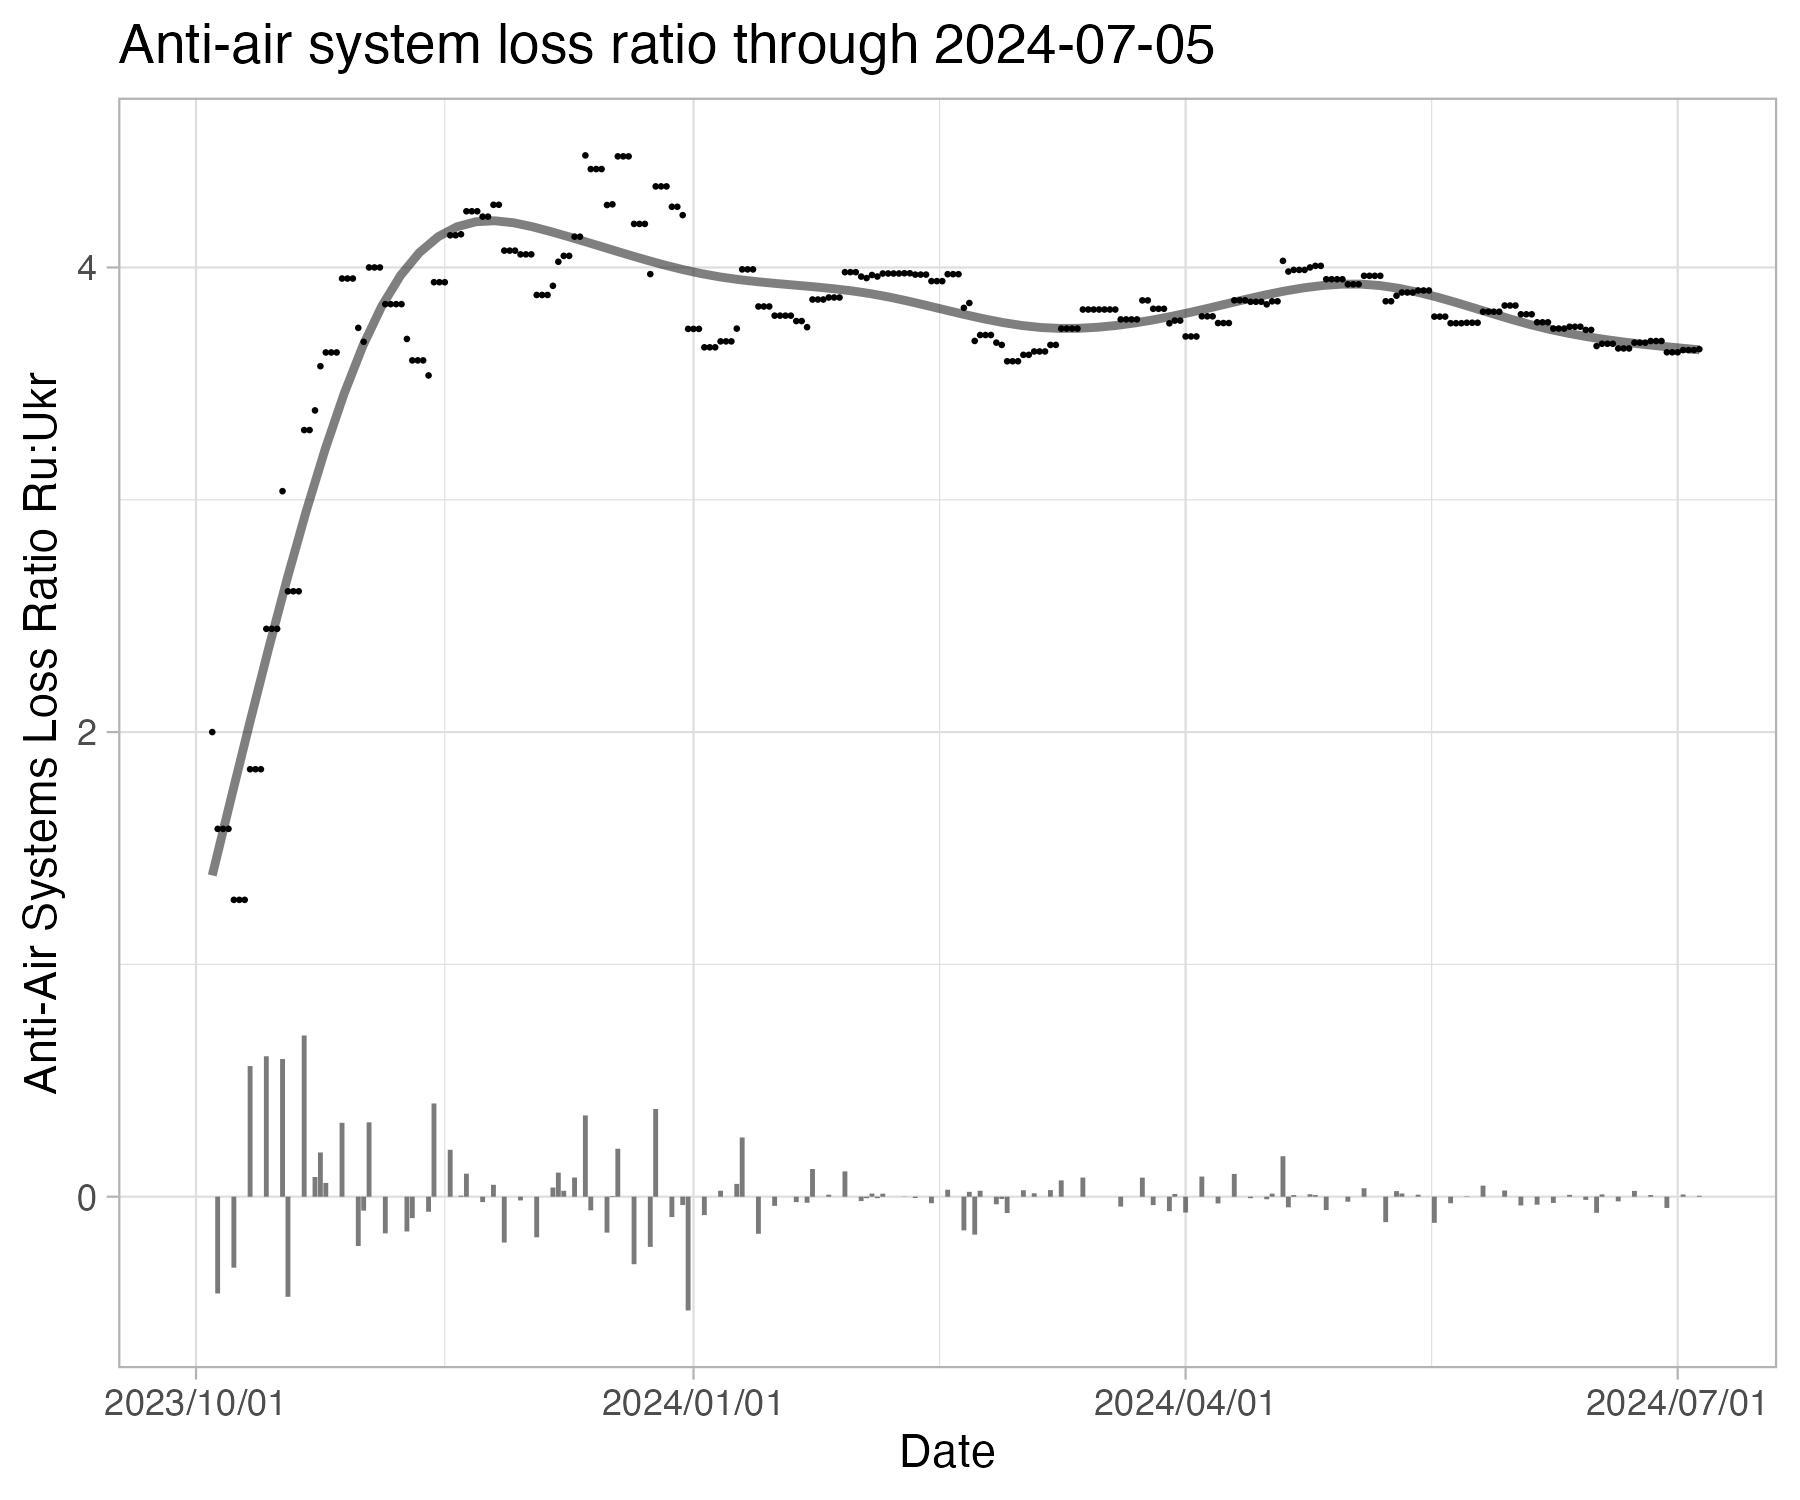 Anti-air system loss ratio through 2024-07-05
Anti-Air Systems Loss Ratio Ru:Ukr
4
2
0
2023/10/01 2024/01/01 2024/04/01 2024/07/01
Date